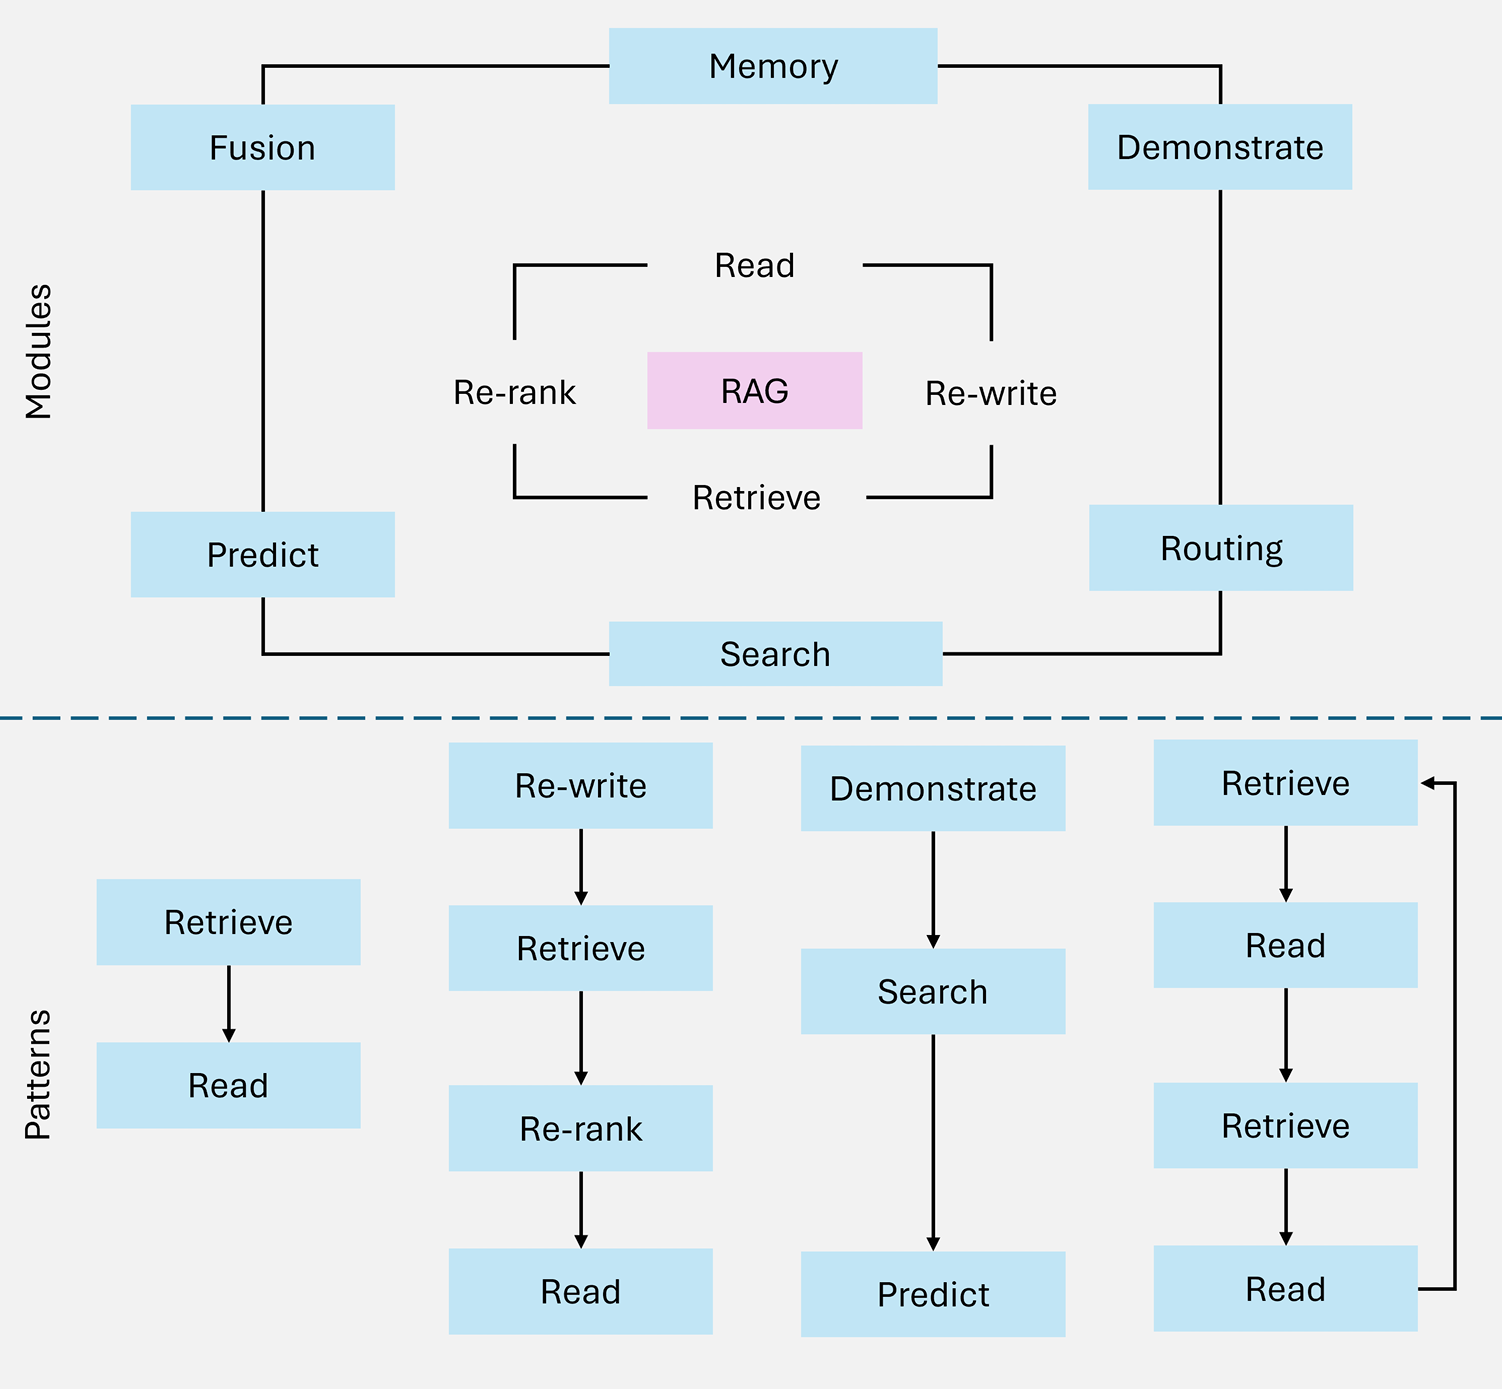 Modules
Memory
Fusion
Demonstrate
Read
Re-rank
RAG
Re-write
Retrieve
Predict
Routing
Search
Patterns
Retrieve
Read
Re-write
Retrieve
Re-rank
Read
Demonstrate
Search
Predict
Retrieve
Read
Retrieve
Read